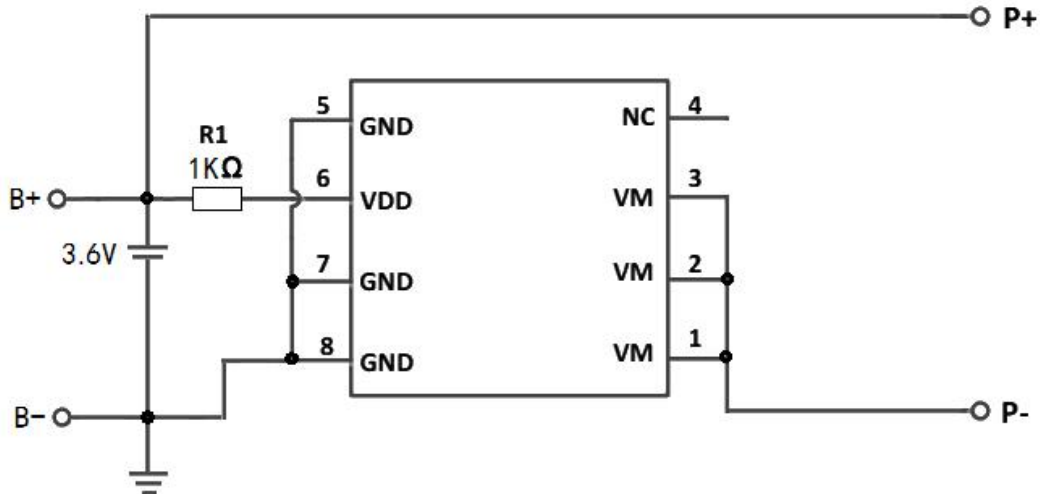 P+
5
GND
NC
4
R1
1KΩ
6
VDD
VM
3
B+
3.6V
7
GND
VM
2
8
GND
VM
1
B−
P-